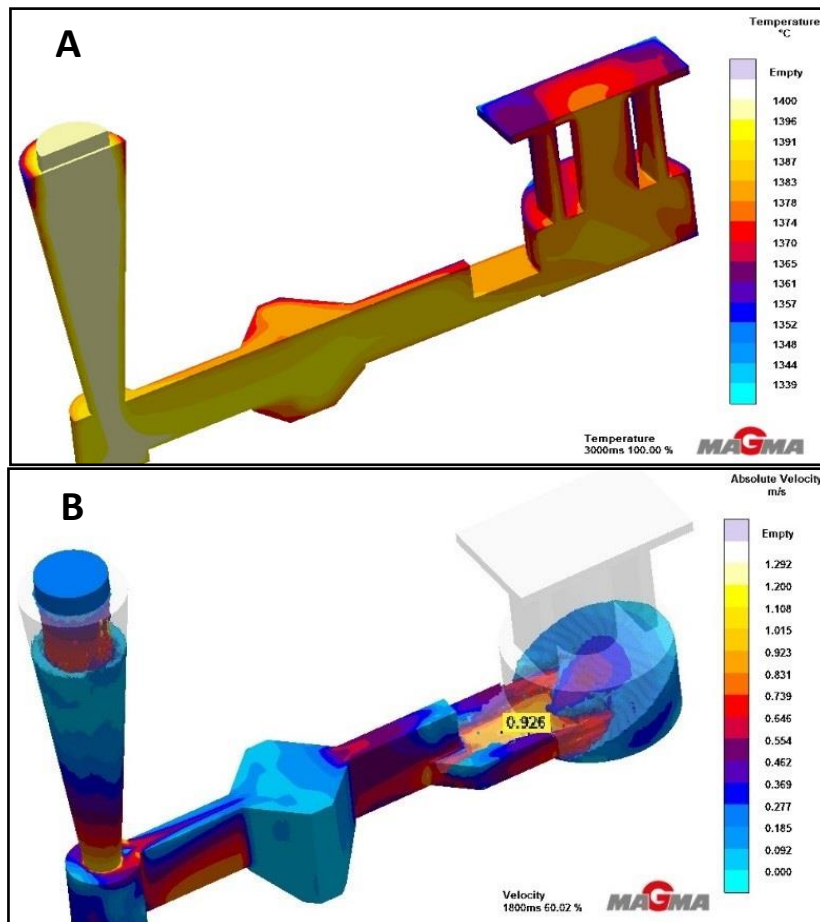 A
Temperature
°C
Empty
1400
1396
1391
1387
1383
1378
1374
1370
1365
1361
1357
1352
1348
1344
1339
Temperature
3000ms 100.00 %
MAGMA
B
Absolute Velocity
m/s
Empty
1.292
1.200
1.108
1.015
0.923
0.831
0.739
0.646
0.554
0.462
0.369
0.277
0.185
0.092
0.000
0.926
Velocity
1800ms 60.02 %
MAGMA